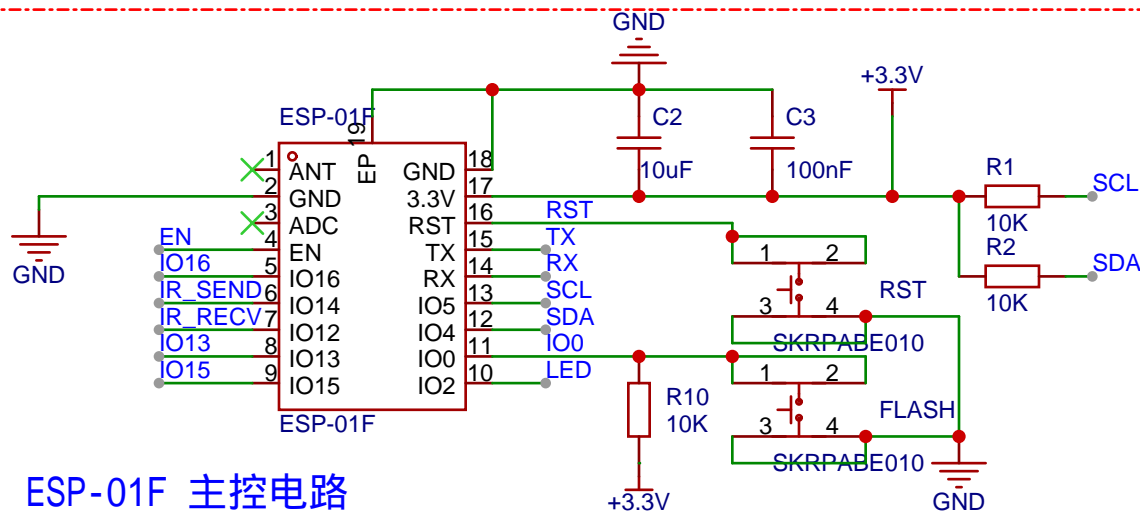 GND
+3.3V
ESP-01F
C2
C3
10uF
100nF
EP 19
1 ANT
2 GND
3 ADC
4 EN
5 IO16
6 IO14
7 IO12
8 IO13
9 IO15
GND 18
3.3V 17
RST 16
TX 15
RX 14
IO5 13
IO4 12
IO0 11
IO2 10
EN
IO16
IR_SEND
IR_RECV
IO13
IO15
GND
RST
TX
RX
SCL
SDA
IO0
LED
R1
10K
SCL
R2
10K
SDA
1 2
3 4
RST
SKRPABE010
1 2
3 4
FLASH
SKRPABE010
R10
10K
+3.3V
GND
ESP-01F
ESP-01F 主控电路